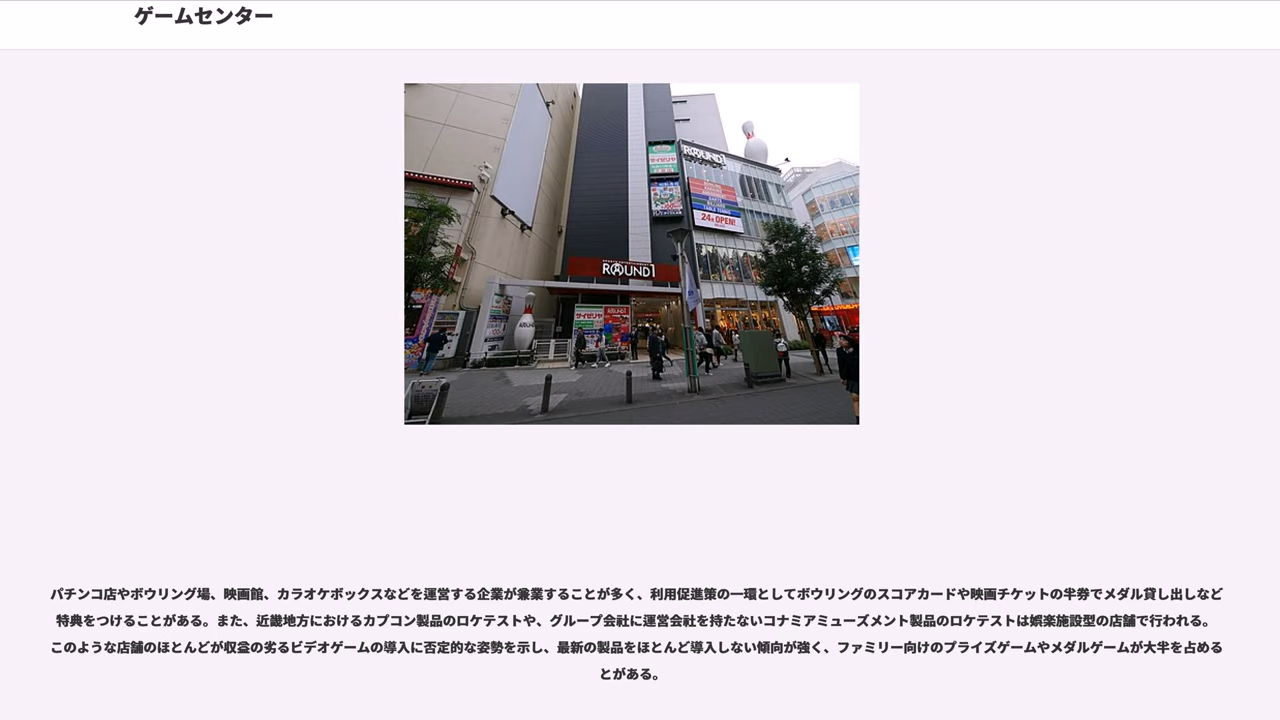 ゲームセンター
ROUND1
サイゼリヤ
24h OPEN!
ROUND1
サイゼリヤ
パチンコ店やボウリング場、映画館、カラオケボックスなどを運営する企業が兼業することが多く、利用促進策の一環としてボウリングのスコアカードや映画チケットの半券でメダル貸し出しなど
特典をつけることがある。また、近畿地方におけるカプコン製品のロケテストや、グループ会社に運営会社を持たないコナミアミューズメント製品のロケテストは娯楽施設型の店舗で行われる。
このような店舗のほとんどが収益の劣るビデオゲームの導入に否定的な姿勢を示し、最新の製品をほとんど導入しない傾向が強く、ファミリー向けのプライズゲームやメダルゲームが大半を占める
とがある。